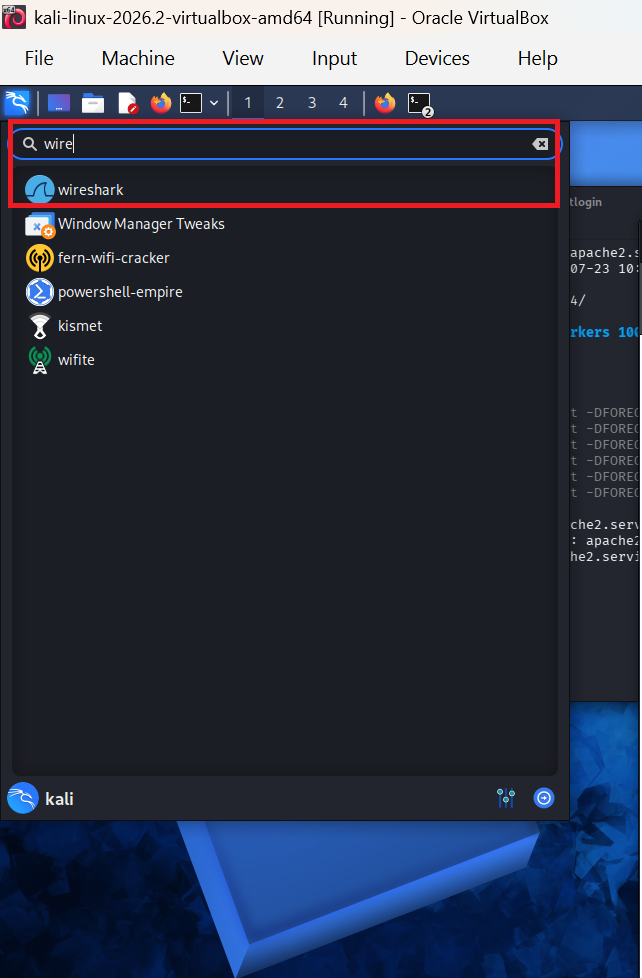 kali-linux-2026.2-virtualbox-amd64 [Running] - Oracle VirtualBox
File Machine View Input Devices Help
1 2 3 4 2
wire
wireshark
Window Manager Tweaks
fern-wifi-cracker
powershell-empire
kismet
wifite
tlogin
apache2.s
07-23 10:
4/
rkers 100
t -DFOREG
t -DFOREG
t -DFOREG
t -DFOREG
t -DFOREG
t -DFOREG
che2.serv
: apache2
he2.servi
kali